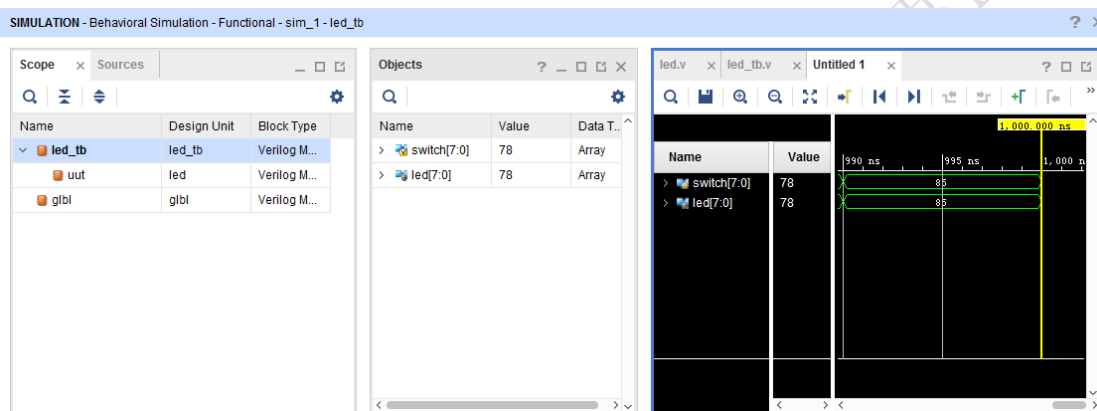 SIMULATION - Behavioral Simulation - Functional - sim_1 - led_tb
Scope Sources
Name Design Unit Block Type
led_tb led_tb Verilog M...
uut led Verilog M...
glbl glbl Verilog M...
Objects
Name Value Data T..
switch[7:0] 78 Array
led[7:0] 78 Array
led.v led_tb.v Untitled 1
1,000.000 ns
Name Value 990 ns 995 ns 1,000 n
switch[7:0] 78 85
led[7:0] 78 85